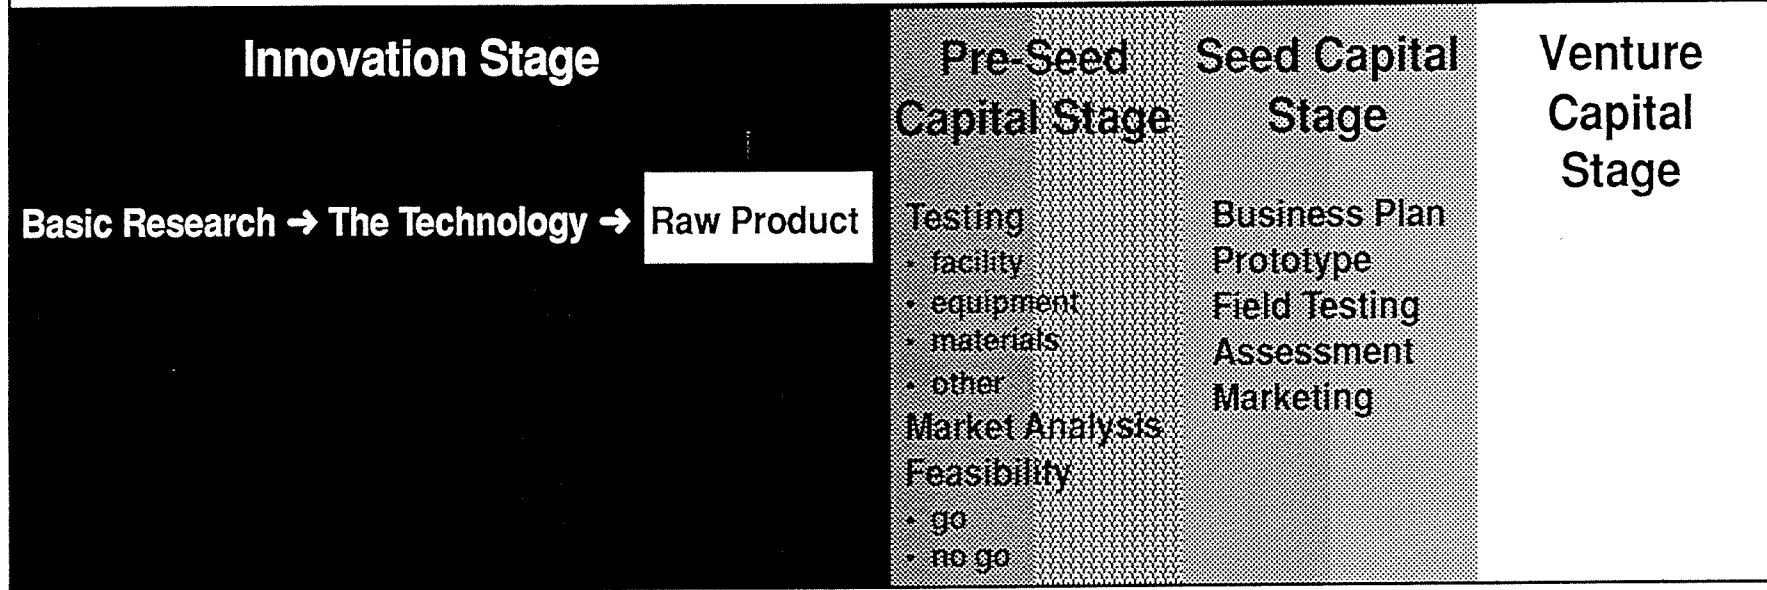 Innovation Stage
Basic Research → The Technology → Raw Product
Pre-Seed
Capital Stage
Testing
• facility
• equipment
• materials
• other
Market Analysis
Feasibility
• go
• no go
Seed Capital
Stage
Business Plan
Prototype
Field Testing
Assessment
Marketing
Venture
Capital
Stage